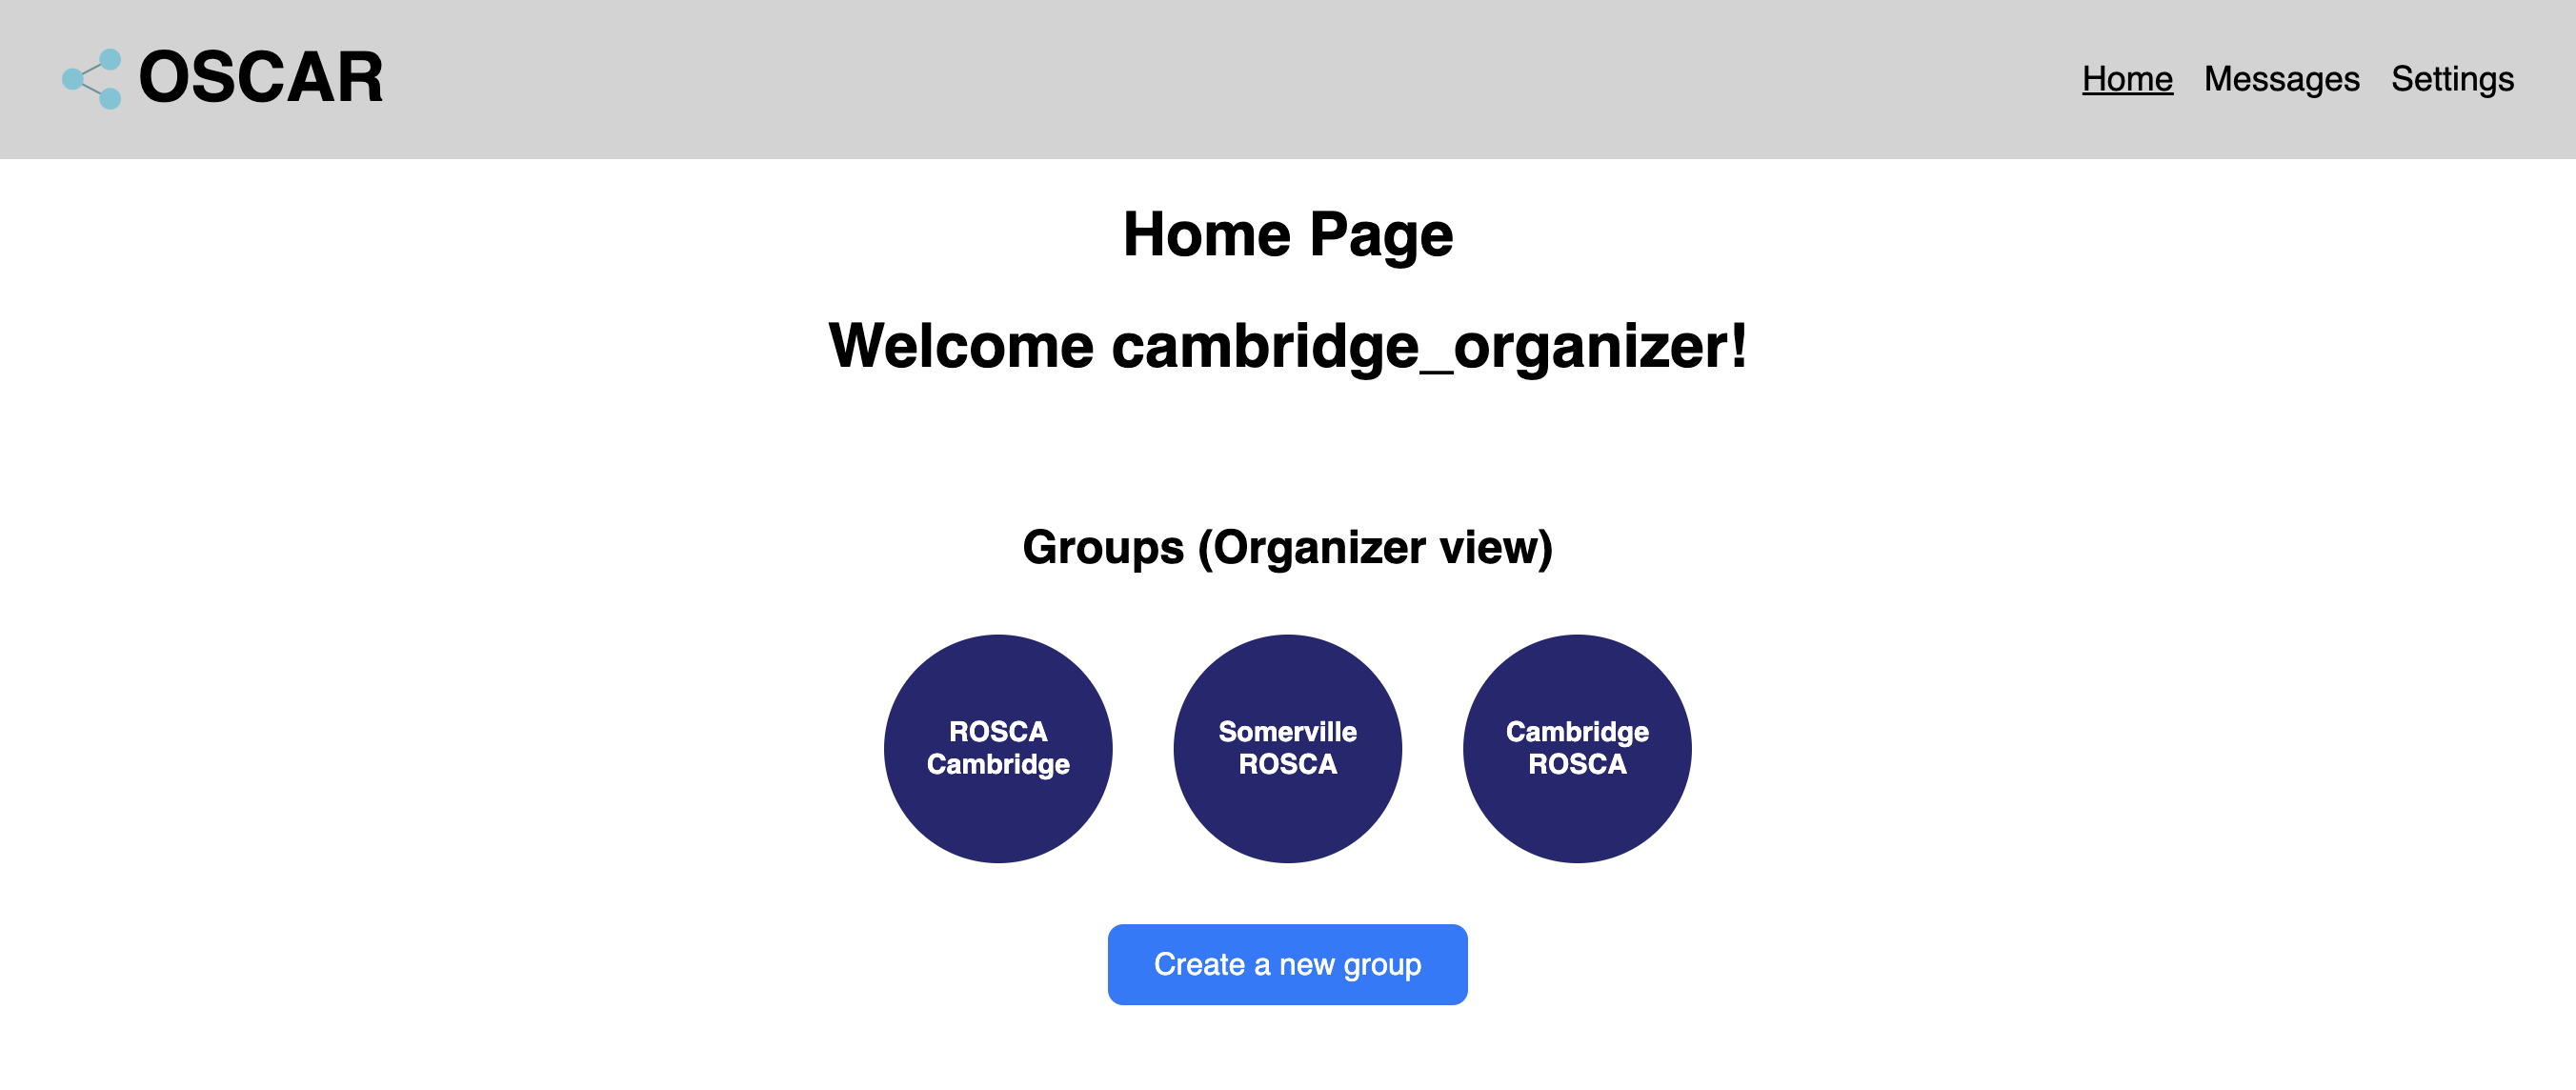 OSCAR
Home Messages Settings
Home Page
Welcome cambridge_organizer!
Groups (Organizer view)
ROSCA
Cambridge
Somerville
ROSCA
Cambridge
ROSCA
Create a new group